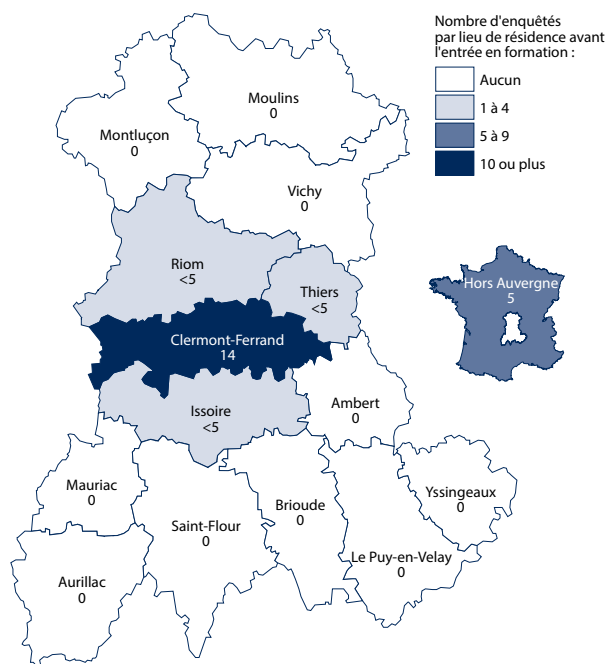 Nombre d'enquêtés
par lieu de résidence avant
l'entrée en formation :
Aucun
1 à 4
5 à 9
10 ou plus
Moulins
0
Montluçon
0
Vichy
0
Riom
<5
Thiers
<5
Hors Auvergne
5
Clermont-Ferrand
14
Issoire
<5
Ambert
0
Mauriac
0
Saint-Flour
0
Brioude
0
Yssingeaux
0
Le Puy-en-Velay
0
Aurillac
0